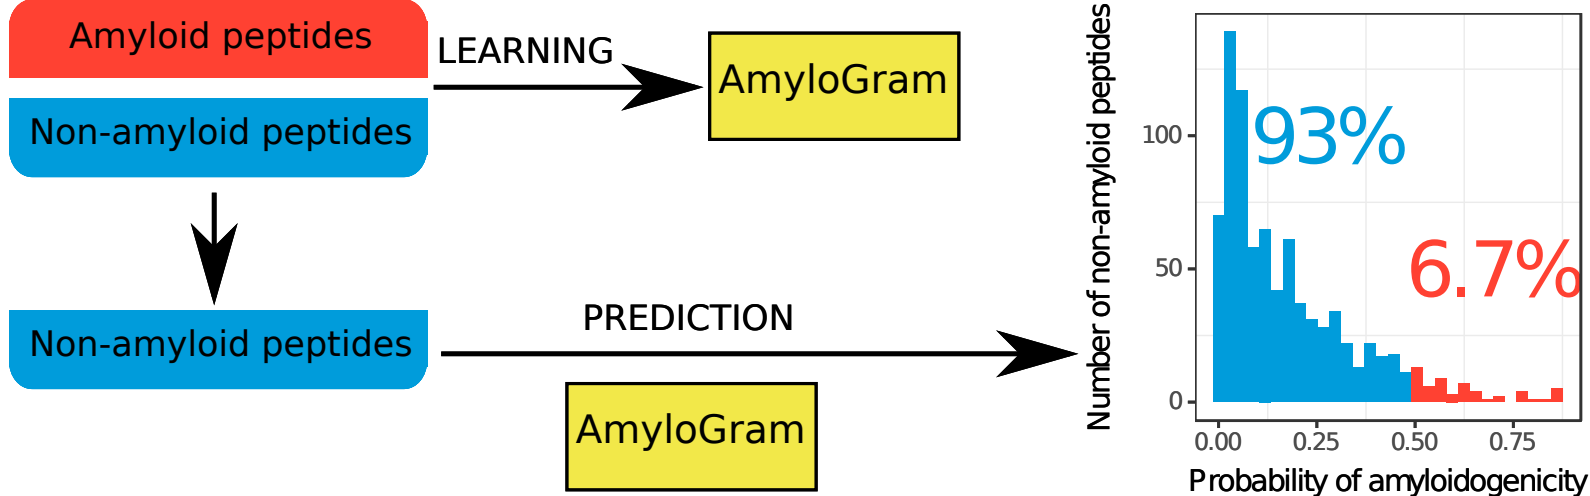 Amyloid peptides
LEARNING
AmyloGram
Non-amyloid peptides
Non-amyloid peptides
PREDICTION
AmyloGram
Number of non-amyloid peptides
100
50
0
93%
6.7%
0.00 0.25 0.50 0.75
Probability of amyloidogenicity